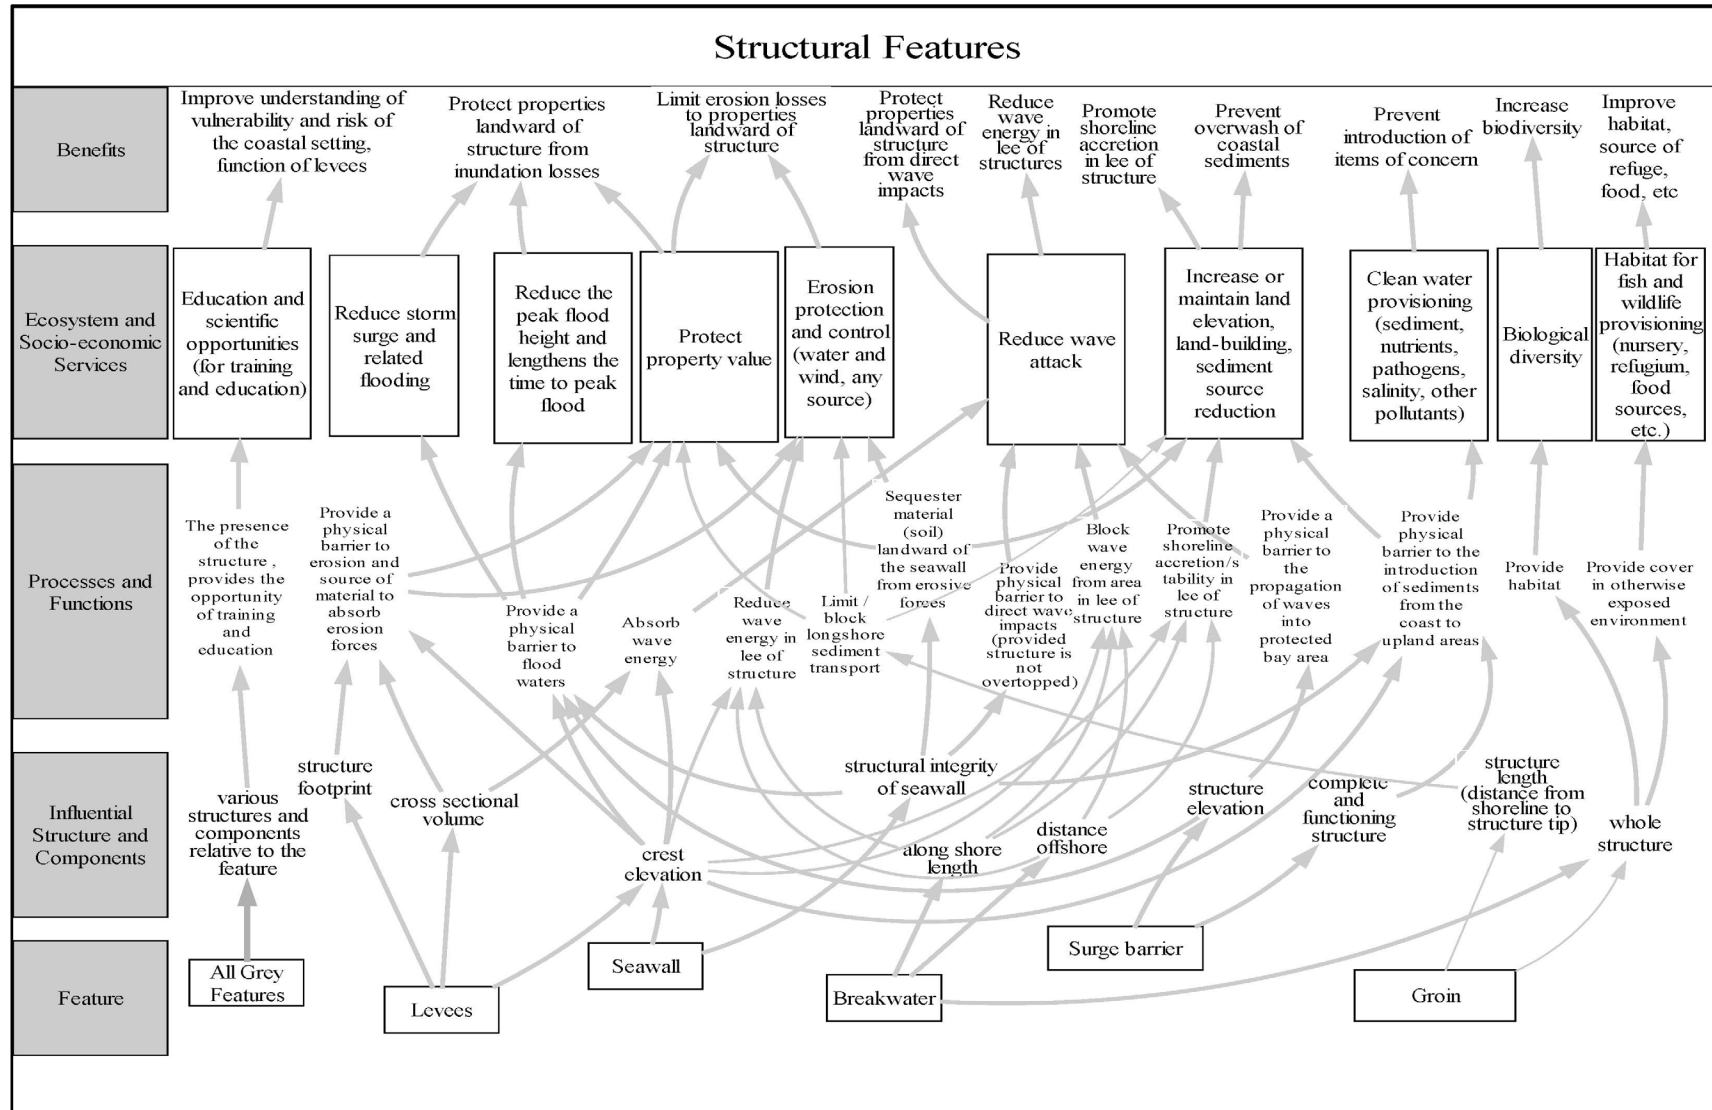 Structural Features
Benefits
Improve understanding of
vulnerability and risk of
the coastal setting,
function of levees
Protect properties
landward of
structure from
inundation losses
Limit erosion losses
to properties
landward of
structure
Protect
properties
landward of
structure
from direct
wave
impacts
Reduce
wave
energy in
lee of
structures
Promote
shoreline
accretion
in lee of
structure
Prevent
overwash of
coastal
sediments
Prevent
introduction of
items of concern
Increase
biodiversity
Improve
habitat,
source of
refuge,
food, etc
Ecosystem and
Socio-economic
Services
Education and
scientific
opportunities
(for training
and education)
Reduce storm
surge and
related
flooding
Reduce the
peak flood
height and
lengthens the
time to peak
flood
Protect
property value
Erosion
protection
and control
(water and
wind, any
source)
Reduce wave
attack
Increase or
maintain land
elevation,
land-building,
sediment
source
reduction
Clean water
provisioning
(sediment,
nutrients,
pathogens,
salinity, other
pollutants)
Biological
diversity
Habitat for
fish and
wildlife
provisioning
(nursery,
refugium,
food
sources,
etc.)
Processes and
Functions
The presence
of the
structure ,
provides the
opportunity
of training
and
education
Provide a
physical
barrier to
erosion and
source of
material to
absorb
erosion
forces
Provide a
physical
barrier to
flood
waters
Absorb
wave
energy
Reduce
wave
energy in
lee of
structure
Limit /
block
longshore
sediment
transport
Sequester
material
(soil)
landward of
the seawall
from erosive
forces
Provide
physical
barrier to
direct wave
impacts
(provided
structure is
not
overtopped)
Block
wave
energy
from area
in lee of
structure
Promote
shoreline
accretion/s
tability in
lee of
structure
Provide a
physical
barrier to
the
propagation
of waves
into
protected
bay area
Provide
physical
barrier to the
introduction
of sediments
from the
coast to
upland areas
Provide
habitat
Provide cover
in otherwise
exposed
environment
Influential
Structure and
Components
various
structures and
components
relative to the
feature
structure
footprint
cross sectional
volume
crest
elevation
structural integrity
of seawall
along shore
length
distance
offshore
structure
elevation
complete
and
functioning
structure
structure
length
(distance from
shoreline to
structure tip)
whole
structure
Feature
All Grey
Features
Levees
Seawall
Breakwater
Surge barrier
Groin